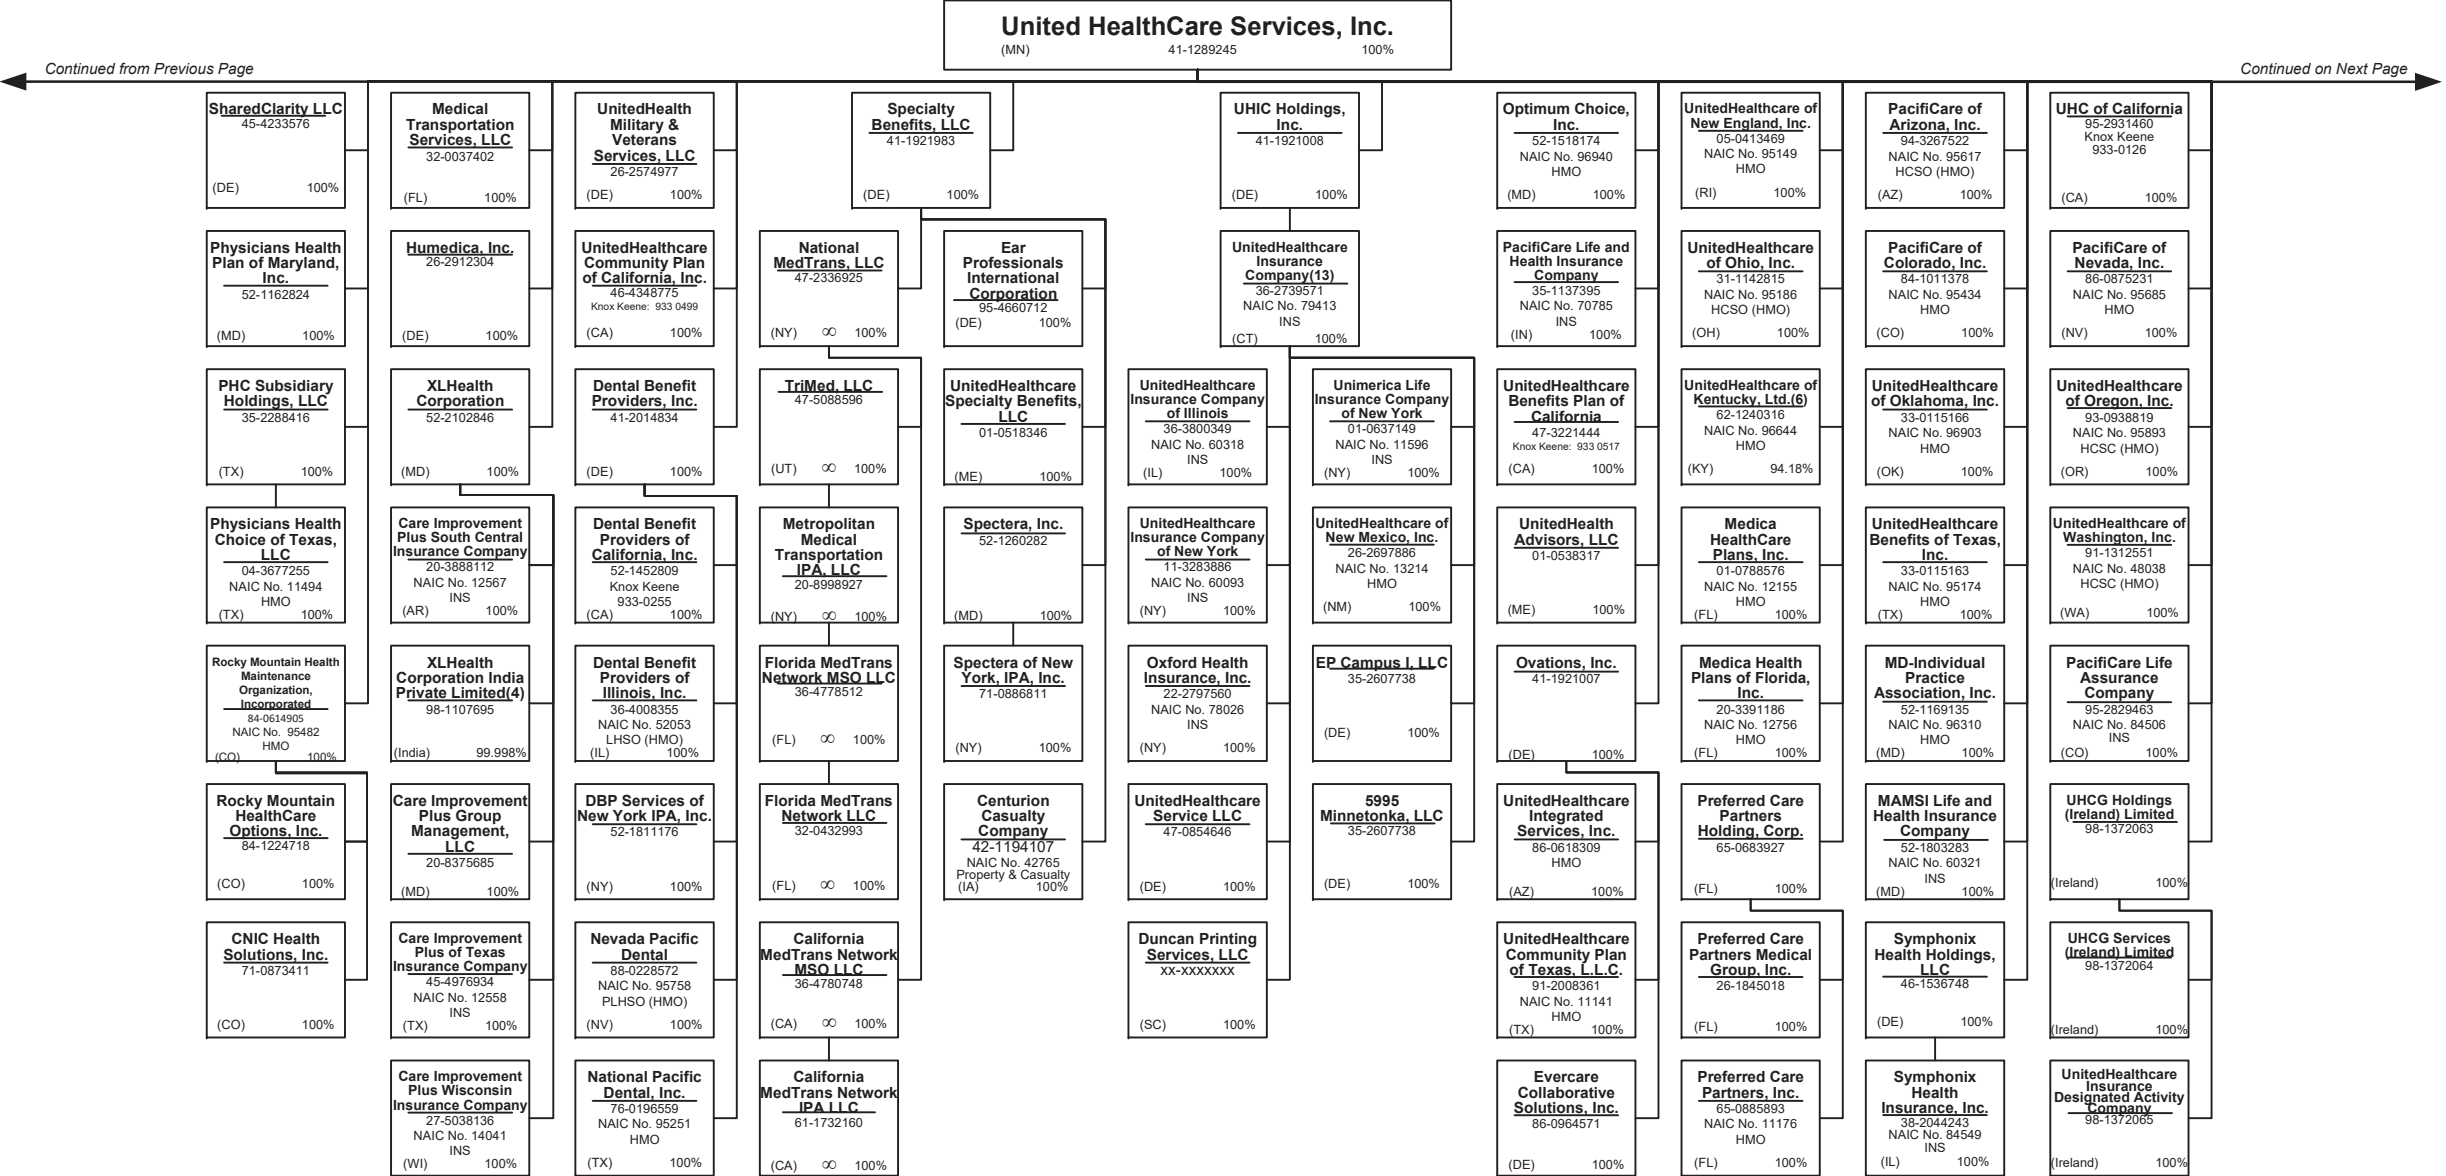 United HealthCare Services, Inc.
(MN) 41-1289245 100%
Continued from Previous Page
Continued on Next Page
SharedClarity LLC
45-4233576
(DE) 100%
Medical
Transportation
Services, LLC
32-0037402
(FL) 100%
UnitedHealth
Military &
Veterans
Services, LLC
26-2574977
(DE) 100%
Specialty
Benefits, LLC
41-1921983
(DE) 100%
UHIC Holdings,
Inc.
41-1921008
(DE) 100%
Optimum Choice,
Inc.
52-1518174
NAIC No. 96940
HMO
(MD) 100%
UnitedHealthcare of
New England, Inc.
05-0413469
NAIC No. 95149
HMO
(RI) 100%
PacifiCare of
Arizona, Inc.
94-3267522
NAIC No. 95617
HCSO (HMO)
(AZ) 100%
UHC of California
95-2931460
Knox Keene
933-0126
(CA) 100%
Physicians Health
Plan of Maryland,
Inc.
52-1162824
(MD) 100%
Humedica, Inc.
26-2912304
(DE) 100%
UnitedHealthcare
Community Plan
of California, Inc.
46-4348775
Knox Keene: 933 0499
(CA) 100%
National
MedTrans, LLC
47-2336925
(NY) ∞ 100%
Ear
Professionals
International
Corporation
95-4660712
(DE) 100%
UnitedHealthcare
Insurance
Company(13)
36-2739571
NAIC No. 79413
INS
(CT) 100%
PacifiCare Life and
Health Insurance
Company
35-1137395
NAIC No. 70785
INS
(IN) 100%
UnitedHealthcare
of Ohio, Inc.
31-1142815
NAIC No. 95186
HCSO (HMO)
(OH) 100%
PacifiCare of
Colorado, Inc.
84-1011378
NAIC No. 95434
HMO
(CO) 100%
PacifiCare of
Nevada, Inc.
86-0875231
NAIC No. 95685
HMO
(NV) 100%
PHC Subsidiary
Holdings, LLC
35-2288416
(TX) 100%
XLHealth
Corporation
52-2102846
(MD) 100%
Dental Benefit
Providers, Inc.
41-2014834
(DE) 100%
TriMed, LLC
47-5088596
(UT) ∞ 100%
UnitedHealthcare
Specialty Benefits,
LLC
01-0518346
(ME) 100%
UnitedHealthcare
Insurance Company
of Illinois
36-3800349
NAIC No. 60318
INS
(IL) 100%
Unimerica Life
Insurance Company
of New York
01-0637149
NAIC No. 11596
INS
(NY) 100%
UnitedHealthcare
Benefits Plan of
California
47-3221444
Knox Keene: 933 0517
(CA) 100%
UnitedHealthcare of
Kentucky, Ltd.(6)
62-1240316
NAIC No. 96644
HMO
(KY) 94.18%
UnitedHealthcare
of Oklahoma, Inc.
33-0115166
NAIC No. 96903
HMO
(OK) 100%
UnitedHealthcare
of Oregon, Inc.
93-0938819
NAIC No. 95893
HCSC (HMO)
(OR) 100%
Physicians Health
Choice of Texas,
LLC
04-3677255
NAIC No. 11494
HMO
(TX) 100%
Care Improvement
Plus South Central
Insurance Company
20-3888112
NAIC No. 12567
INS
(AR) 100%
Dental Benefit
Providers of
California, Inc.
52-1452809
Knox Keene
933-0255
(CA) 100%
Metropolitan
Medical
Transportation
IPA, LLC
20-8998927
(NY) ∞ 100%
Spectera, Inc.
52-1260282
(MD) 100%
UnitedHealthcare
Insurance Company
of New York
11-3283886
NAIC No. 60093
INS
(NY) 100%
UnitedHealthcare of
New Mexico, Inc.
26-2697886
NAIC No. 13214
HMO
(NM) 100%
UnitedHealth
Advisors, LLC
01-0538317
(ME) 100%
Medica
HealthCare
Plans, Inc.
01-0788576
NAIC No. 12155
HMO
(FL) 100%
UnitedHealthcare
Benefits of Texas,
Inc.
33-0115163
NAIC No. 95174
HMO
(TX) 100%
UnitedHealthcare of
Washington, Inc.
91-1312551
NAIC No. 48038
HCSC (HMO)
(WA) 100%
Rocky Mountain Health
Maintenance
Organization,
Incorporated
84-0614905
NAIC No. 95482
HMO
(CO) 100%
XLHealth
Corporation India
Private Limited(4)
98-1107695
(India) 99.998%
Dental Benefit
Providers of
Illinois, Inc.
36-4008355
NAIC No. 52053
LHSO (HMO)
(IL) 100%
Florida MedTrans
Network MSO LLC
36-4778512
(FL) ∞ 100%
Spectera of New
York, IPA, Inc.
71-0886811
(NY) 100%
Oxford Health
Insurance, Inc.
22-2797560
NAIC No. 78026
INS
(NY) 100%
EP Campus I, LLC
35-2607738
(DE) 100%
Ovations, Inc.
41-1921007
(DE) 100%
Medica Health
Plans of Florida,
Inc.
20-3391186
NAIC No. 12756
HMO
(FL) 100%
MD-Individual
Practice
Association, Inc.
52-1169135
NAIC No. 96310
HMO
(MD) 100%
PacifiCare Life
Assurance
Company
95-2829463
NAIC No. 84506
INS
(CO) 100%
Rocky Mountain
HealthCare
Options, Inc.
84-1224718
(CO) 100%
Care Improvement
Plus Group
Management,
LLC
20-8375685
(MD) 100%
DBP Services of
New York IPA, Inc.
52-1811176
(NY) 100%
Florida MedTrans
Network LLC
32-0432993
(FL) ∞ 100%
Centurion
Casualty
Company
42-1194107
NAIC No. 42765
Property & Casualty
(IA) 100%
UnitedHealthcare
Service LLC
47-0854646
(DE) 100%
5995
Minnetonka, LLC
35-2607738
(DE) 100%
UnitedHealthcare
Integrated
Services, Inc.
86-0618309
HMO
(AZ) 100%
Preferred Care
Partners
Holding, Corp.
65-0683927
(FL) 100%
MAMSI Life and
Health Insurance
Company
52-1803283
NAIC No. 60321
INS
(MD) 100%
UHCG Holdings
(Ireland) Limited
98-1372063
(Ireland) 100%
CNIC Health
Solutions, Inc.
71-0873411
(CO) 100%
Care Improvement
Plus of Texas
Insurance Company
45-4976934
NAIC No. 12558
INS
(TX) 100%
Nevada Pacific
Dental
88-0228572
NAIC No. 95758
PLHSO (HMO)
(NV) 100%
California
MedTrans Network
MSO LLC
36-4780748
(CA) ∞ 100%
Duncan Printing
Services, LLC
xx-xxxxxxx
(SC) 100%
UnitedHealthcare
Community Plan
of Texas, L.L.C.
91-2008361
NAIC No. 11141
HMO
(TX) 100%
Preferred Care
Partners Medical
Group, Inc.
26-1845018
(FL) 100%
Symphonix
Health Holdings,
LLC
46-1536748
(DE) 100%
UHCG Services
(Ireland) Limited
98-1372064
(Ireland) 100%
Care Improvement
Plus Wisconsin
Insurance Company
27-5038136
NAIC No. 14041
INS
(WI) 100%
National Pacific
Dental, Inc.
76-0196559
NAIC No. 95251
HMO
(TX) 100%
California
MedTrans Network
IPA LLC
61-1732160
(CA) ∞ 100%
Evercare
Collaborative
Solutions, Inc.
86-0964571
(DE) 100%
Preferred Care
Partners, Inc.
65-0885893
NAIC No. 11176
HMO
(FL) 100%
Symphonix
Health
Insurance, Inc.
38-2044243
NAIC No. 84549
INS
(IL) 100%
UnitedHealthcare
Insurance
Designated Activity
Company
98-1372065
(Ireland) 100%